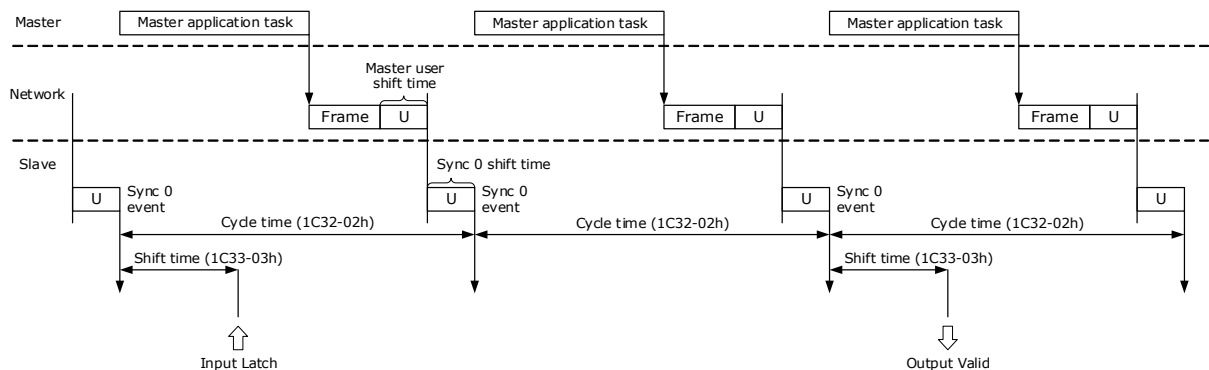 Master
Master application task
Master application task
Master application task
Master user
shift time
Network
Frame
U
Frame
U
Frame
U
Slave
Sync 0 shift time
U
Sync 0
event
U
Sync 0
event
U
Sync 0
event
U
Cycle time (1C32-02h)
Cycle time (1C32-02h)
Cycle time (1C32-02h)
Shift time (1C33-03h)
Shift time (1C33-03h)
Input Latch
Output Valid